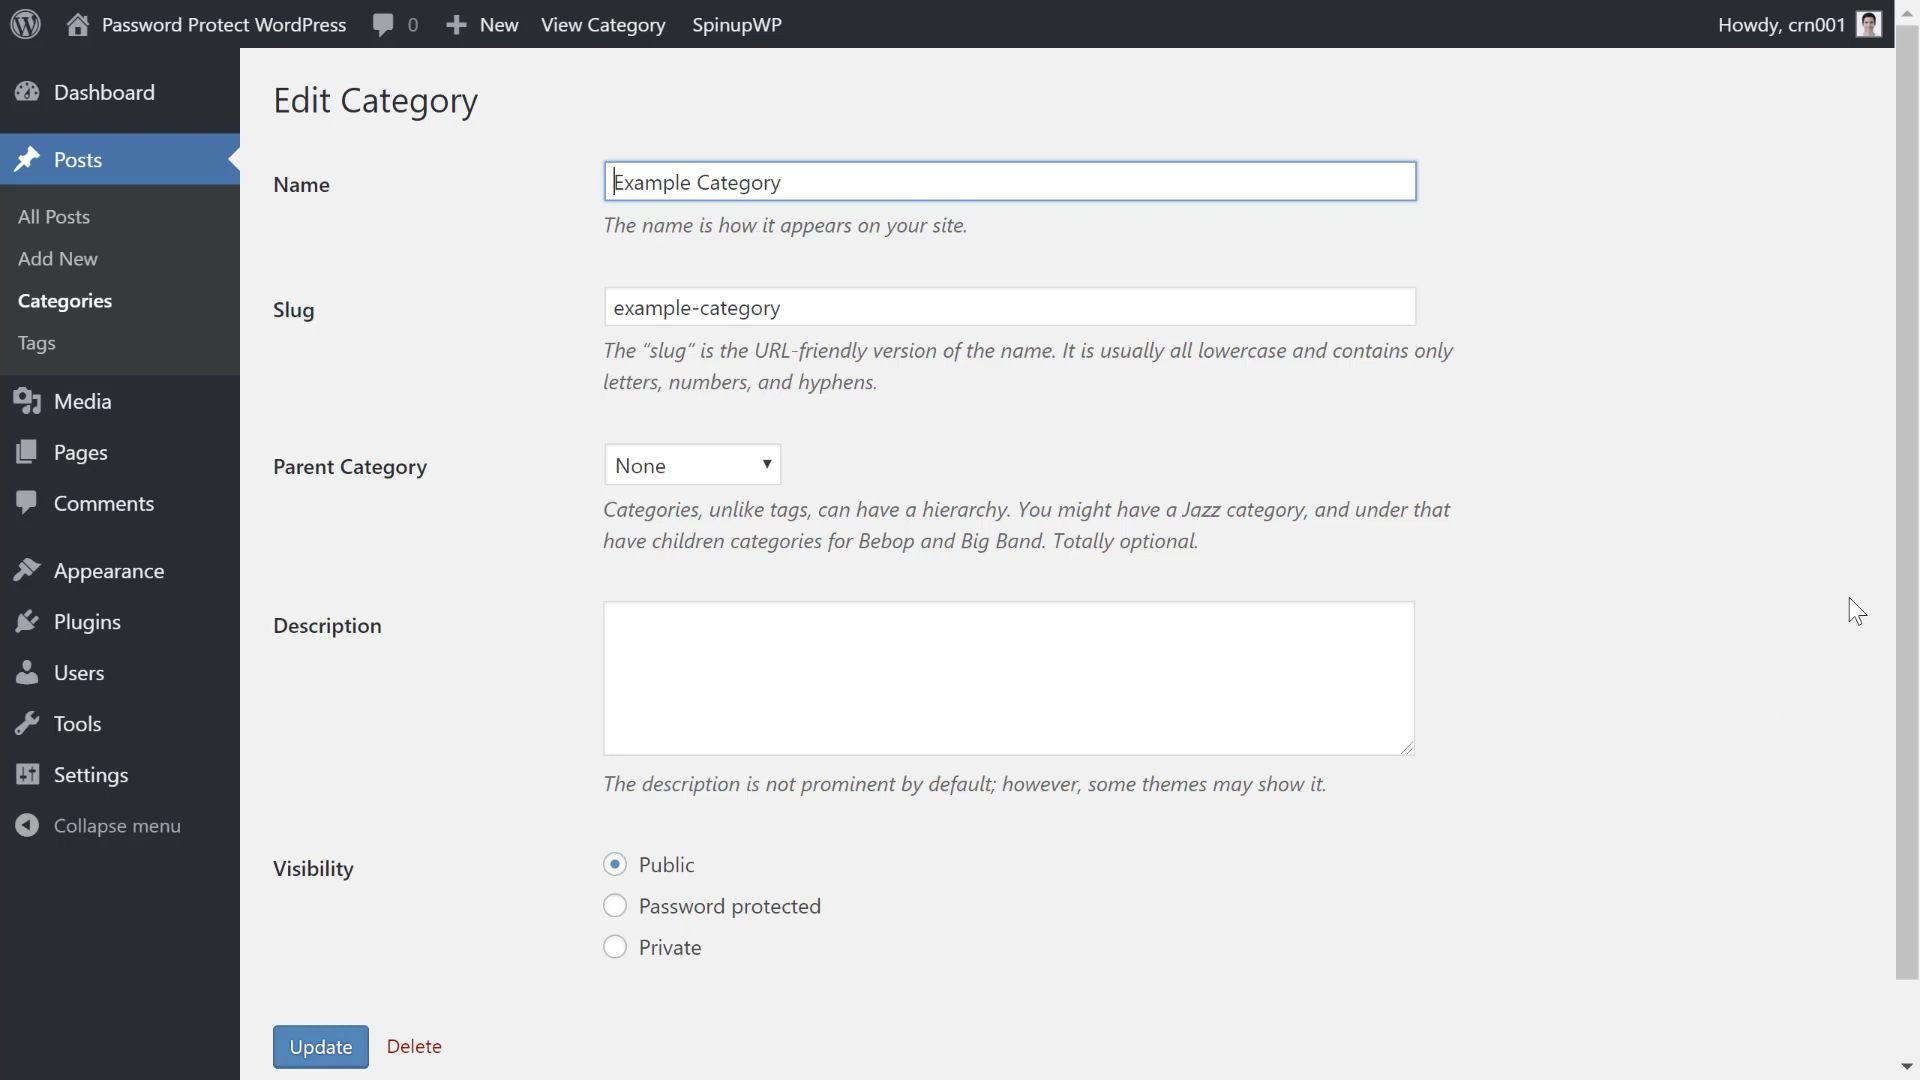 Password Protect WordPress 0 New View Category SpinupWP Howdy, crn001
Dashboard
Posts
All Posts
Add New
Categories
Tags
Media
Pages
Comments
Appearance
Plugins
Users
Tools
Settings
Collapse menu
Edit Category
Name
Example Category
The name is how it appears on your site.
Slug
example-category
The “slug” is the URL-friendly version of the name. It is usually all lowercase and contains only
letters, numbers, and hyphens.
Parent Category
None
Categories, unlike tags, can have a hierarchy. You might have a Jazz category, and under that
have children categories for Bebop and Big Band. Totally optional.
Description
The description is not prominent by default; however, some themes may show it.
Visibility
Public
Password protected
Private
Update Delete